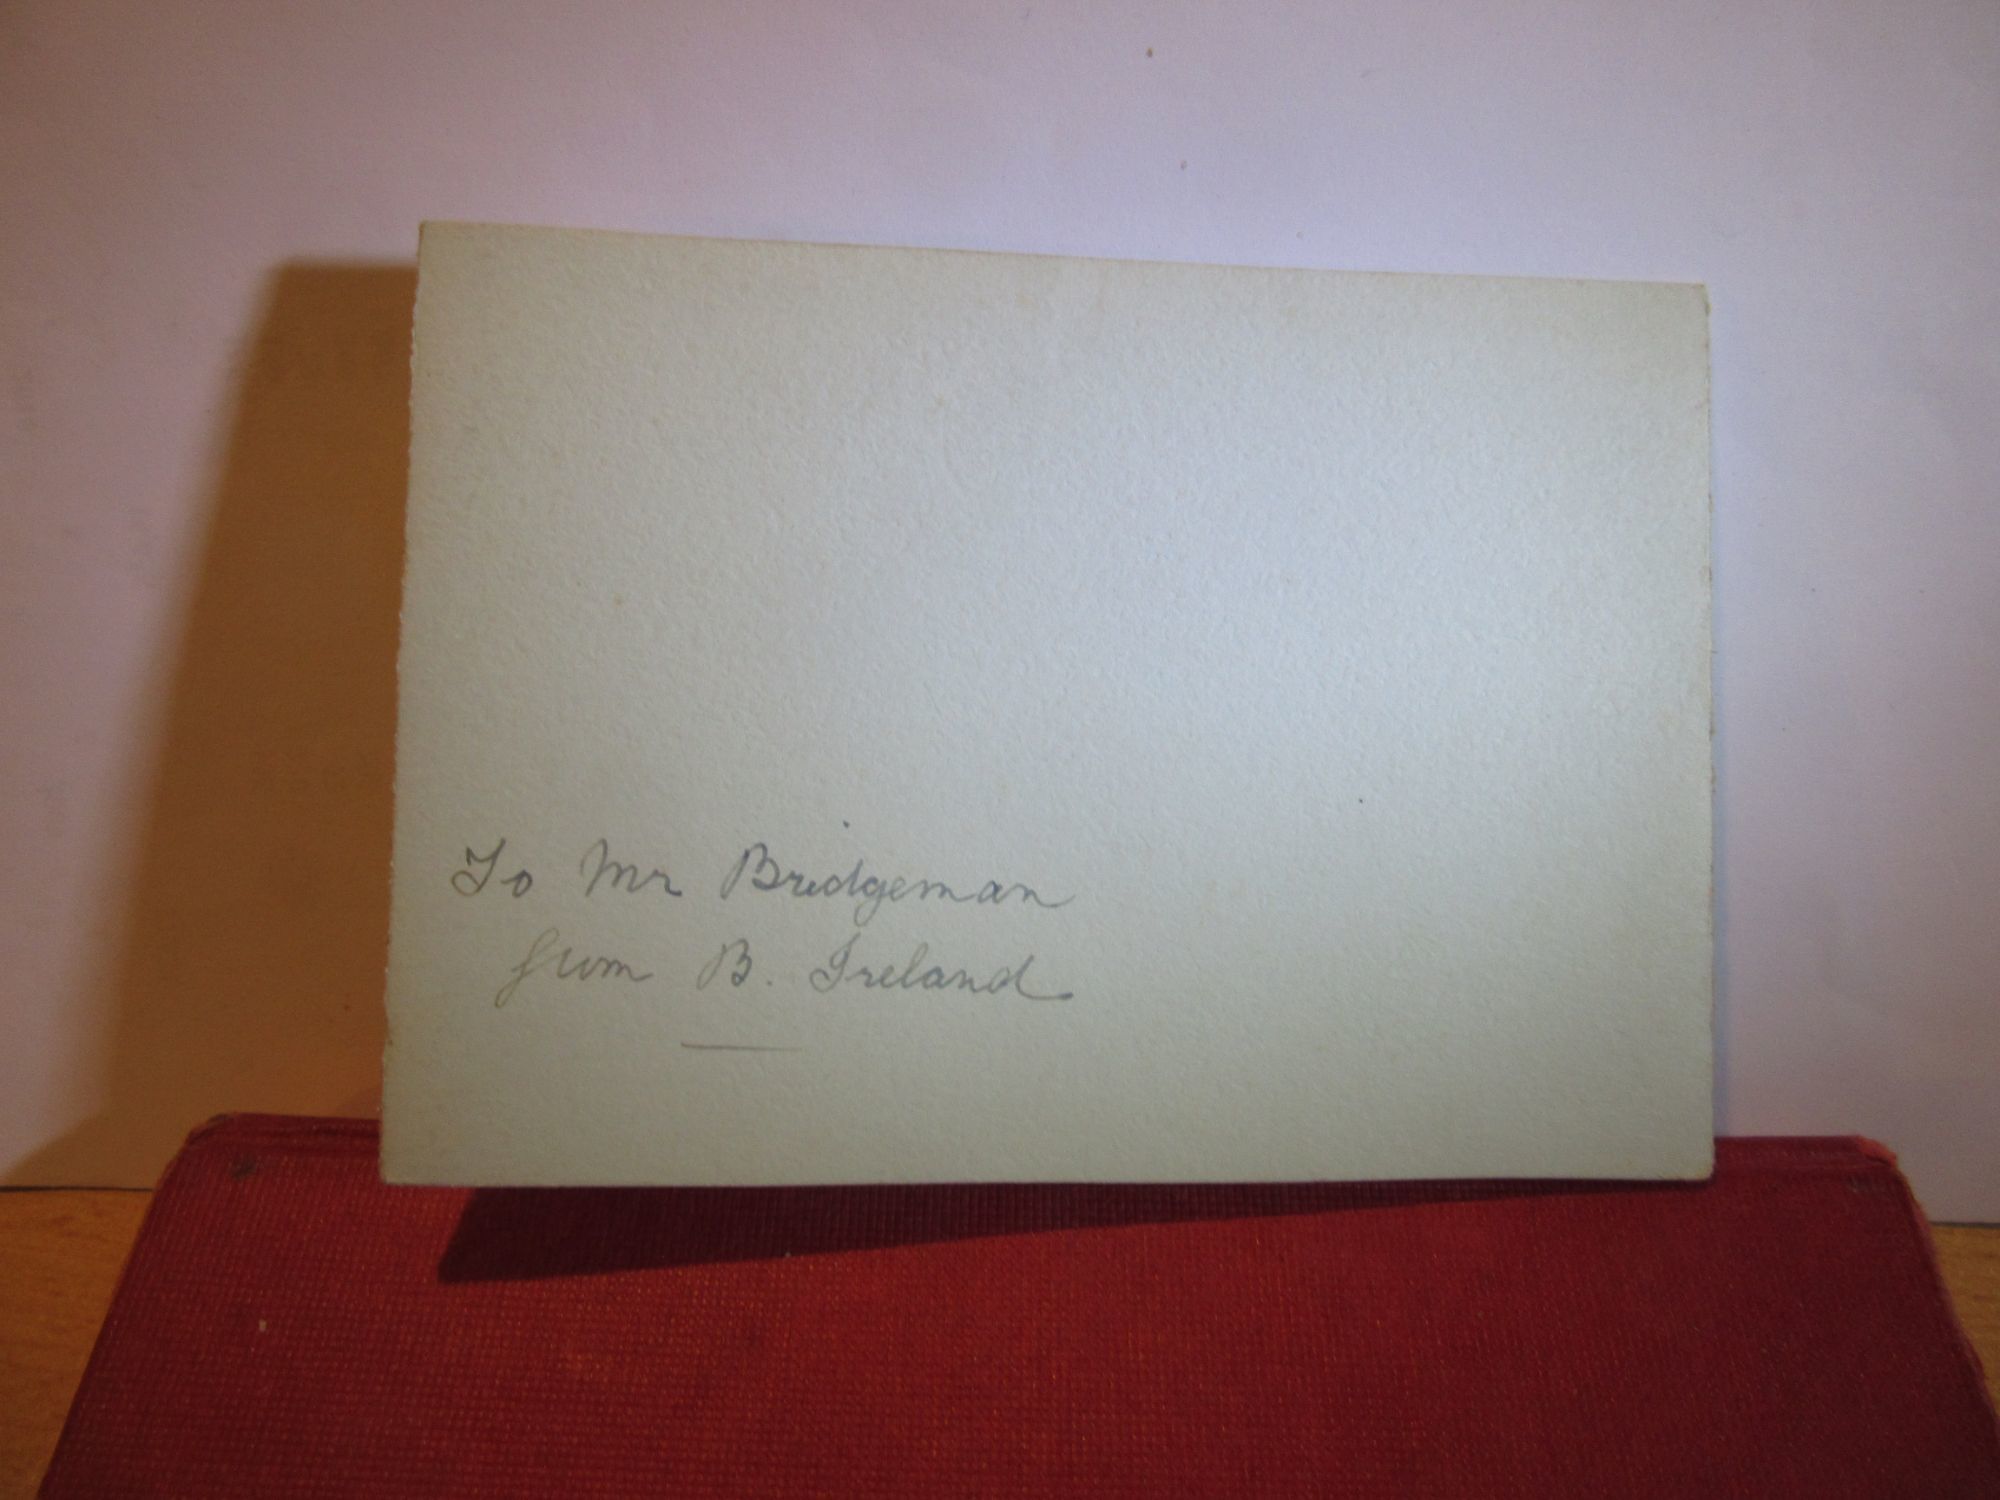 To Mr Bridgeman
from B. Ireland